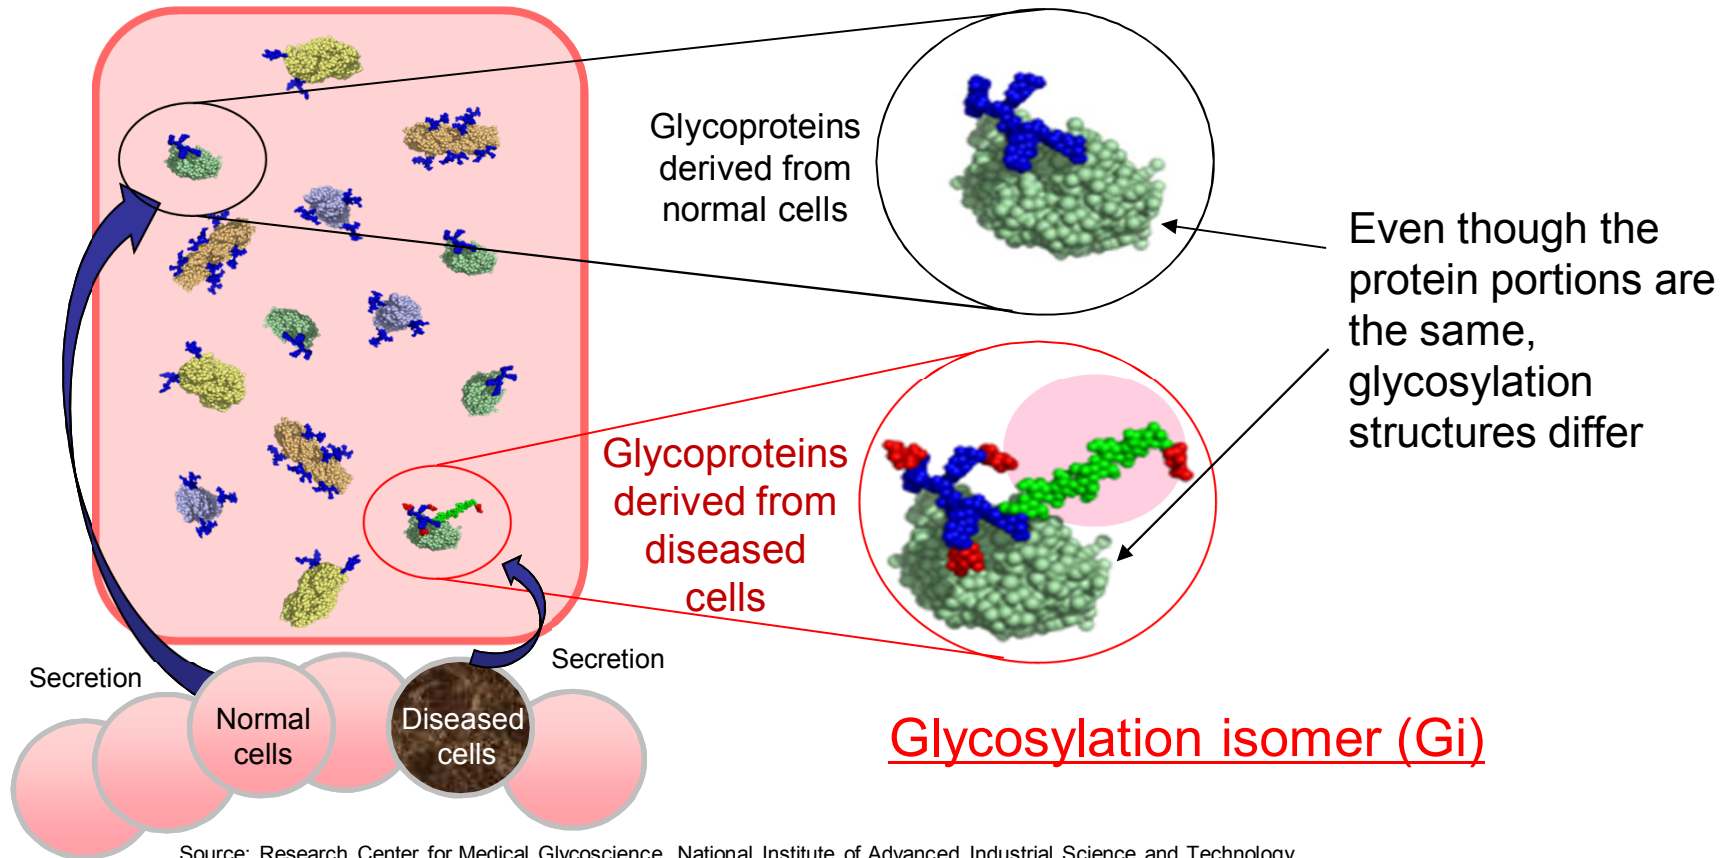 Glycoproteins
derived from
normal cells
Even though the
protein portions are
the same,
glycosylation
structures differ
Glycoproteins
derived from
diseased
cells
Secretion
Secretion
Normal
cells
Diseased
cells
Glycosylation isomer (Gi)
Source: Research Center for Medical Glycoscience, National Institute of Advanced Industrial Science and Technology